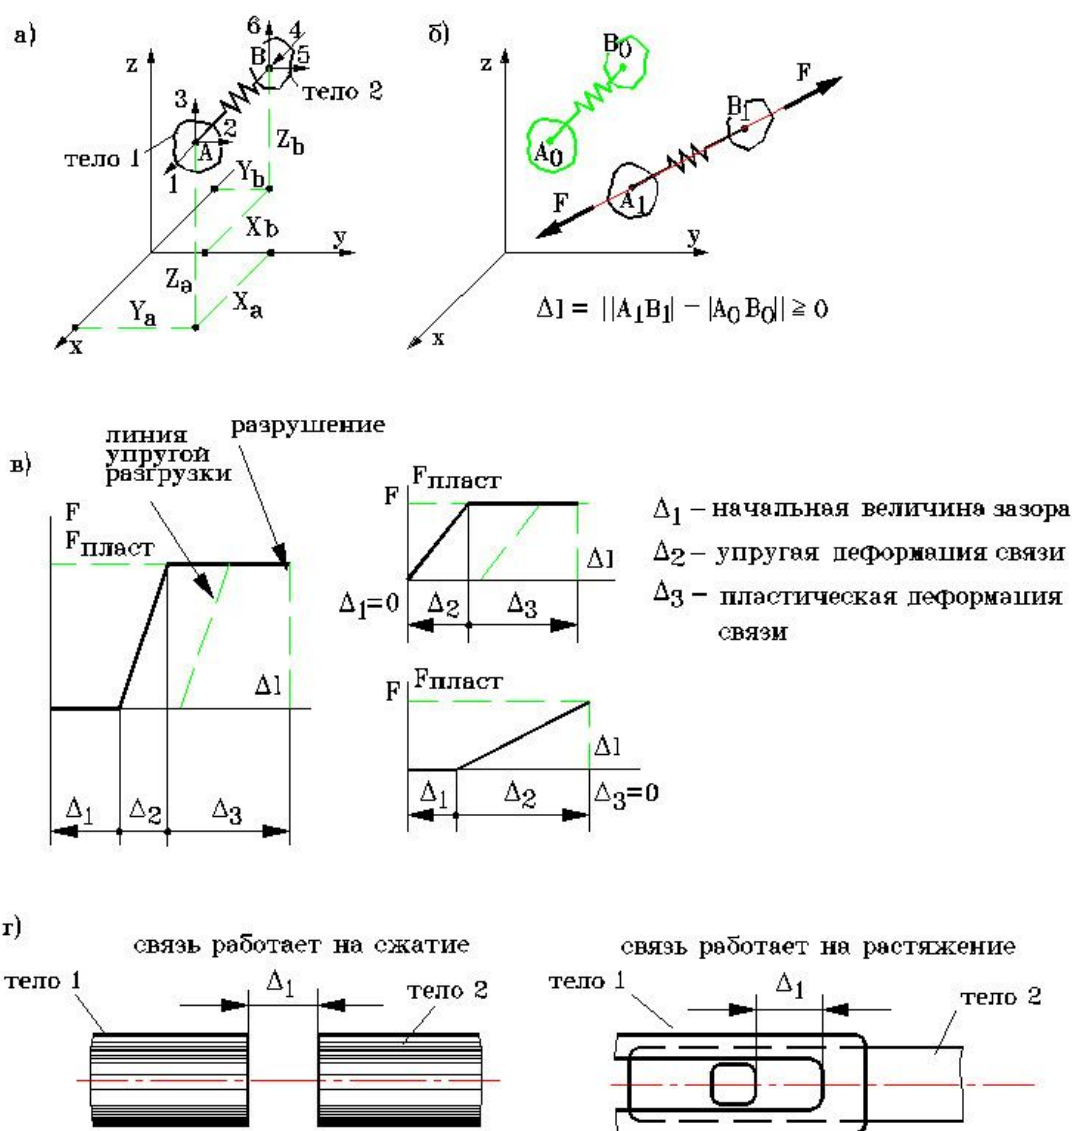 а)
z
6
4
B
5
тело 2
3
2
A
тело 1
1
Zb
Yb
Xb
y
Za
Xa
Ya
x
б)
z
B0
A0
F
B1
F
A1
y
x
Δl = ||A1B1| − |A0B0|| ≧ 0
в)
линия
упругой
разгрузки
разрушение
F
Fпласт
Δl
Δ1
Δ2
Δ3
Fпласт
F
Δl
Δ1=0
Δ2
Δ3
Fпласт
F
Δl
Δ1
Δ2
Δ3=0
Δ1 – начальная величина зазора
Δ2 – упругая деформация связи
Δ3 – пластическая деформация
связи
г)
связь работает на сжатие
тело 1
Δ1
тело 2
связь работает на растяжение
тело 1
Δ1
тело 2